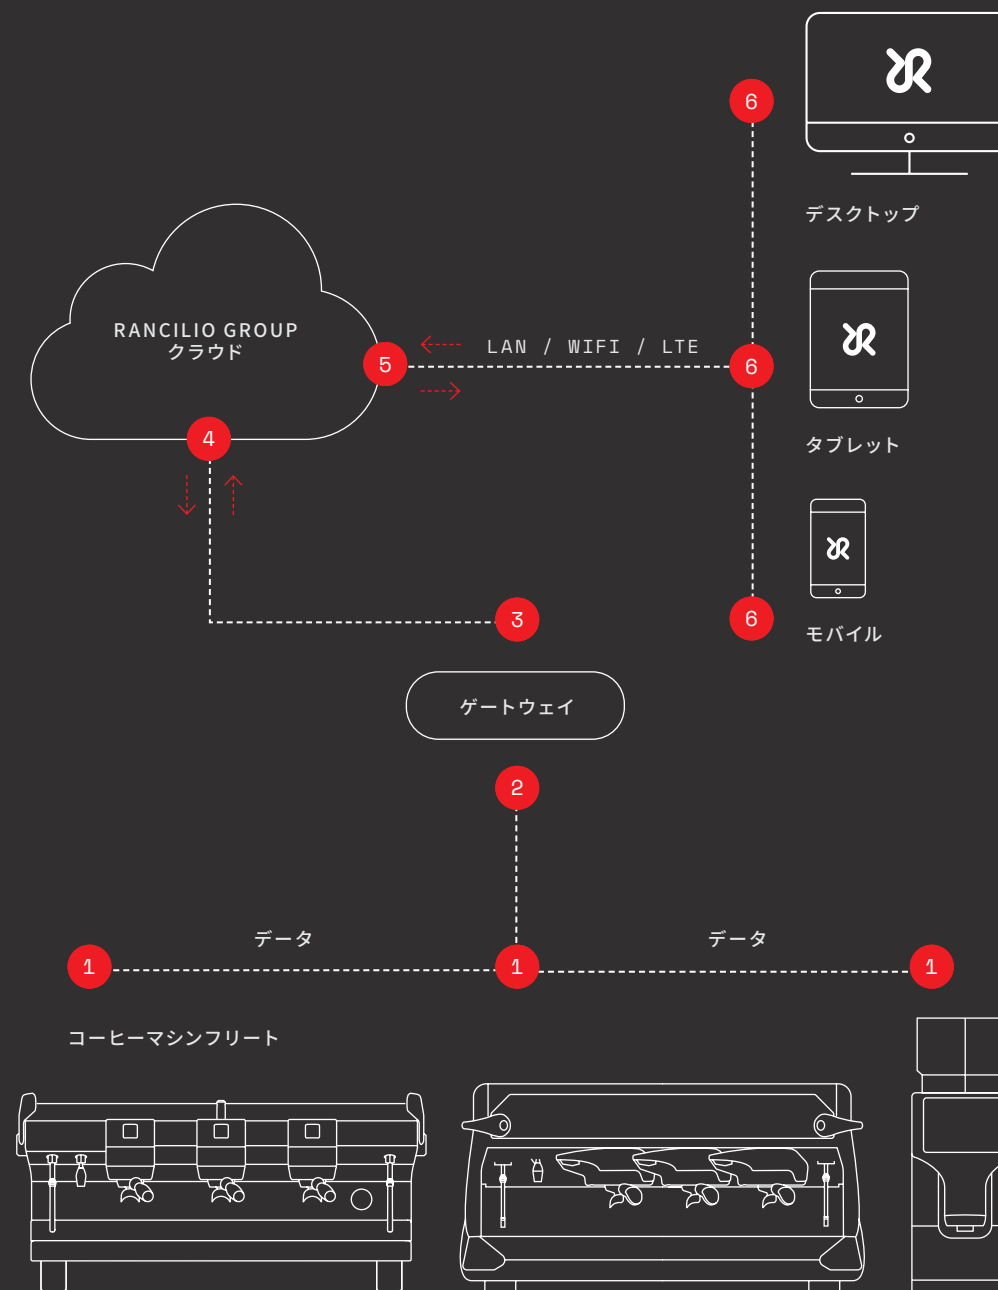 6
デスクトップ
RANCILIO GROUP
クラウド
5
LAN / WIFI / LTE
6
4
タブレット
3
6
モバイル
ゲートウェイ
2
データ
データ
1
1
1
コーヒーマシンフリート